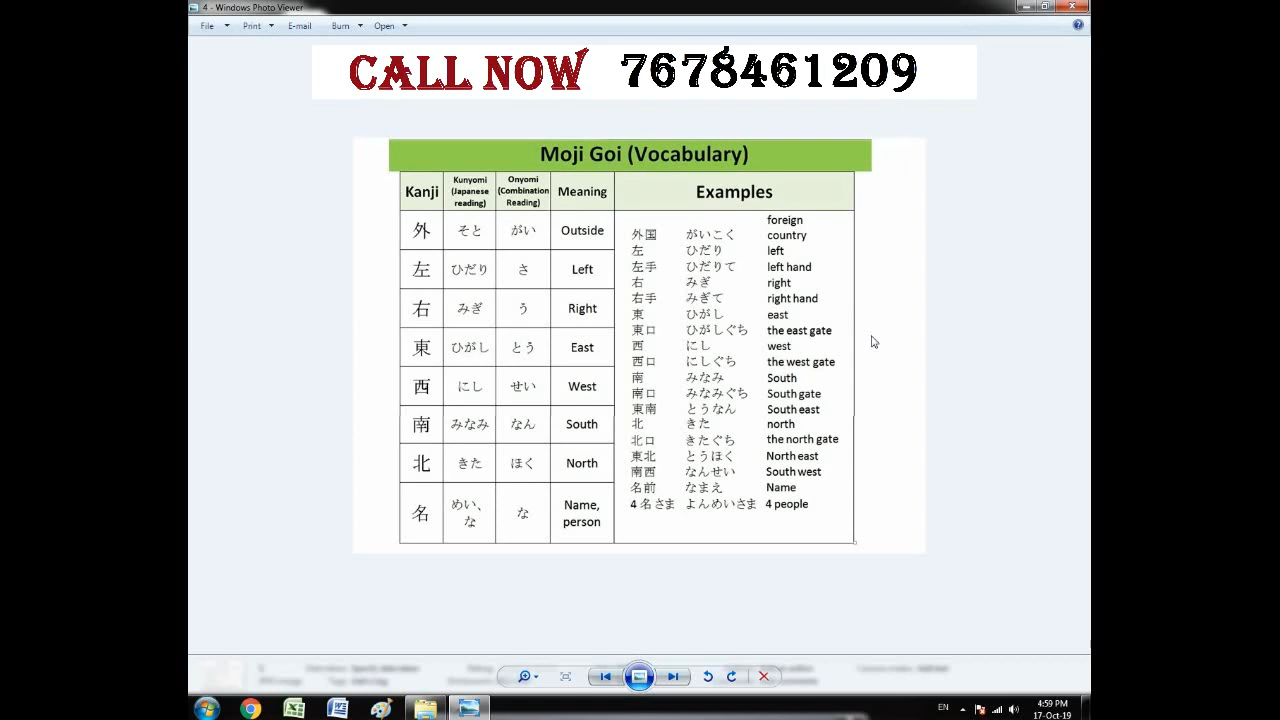 4 - Windows Photo Viewer
File Print E-mail Burn Open
CALL NOW 7678461209
Moji Goi (Vocabulary)
Kanji Kunyomi (Japanese reading) Onyomi (Combination Reading) Meaning Examples
外 そと がい Outside
左 ひだり さ Left
右 みぎ う Right
東 ひがし とう East
西 にし せい West
南 みなみ なん South
北 きた ほく North
名 めい、な な Name, person
外国 がいこく foreign country
左 ひだり left
左手 ひだりて left hand
右 みぎ right
右手 みぎて right hand
東 ひがし east
東口 ひがしぐち the east gate
西 にし west
西口 にしぐち the west gate
南 みなみ South
南口 みなみぐち South gate
東南 とうなん South east
北 きた north
北口 きたぐち the north gate
東北 とうほく North east
南西 なんせい South west
名前 なまえ Name
4 名さま よんめいさま 4 people
EN
4:59 PM
17-Oct-19